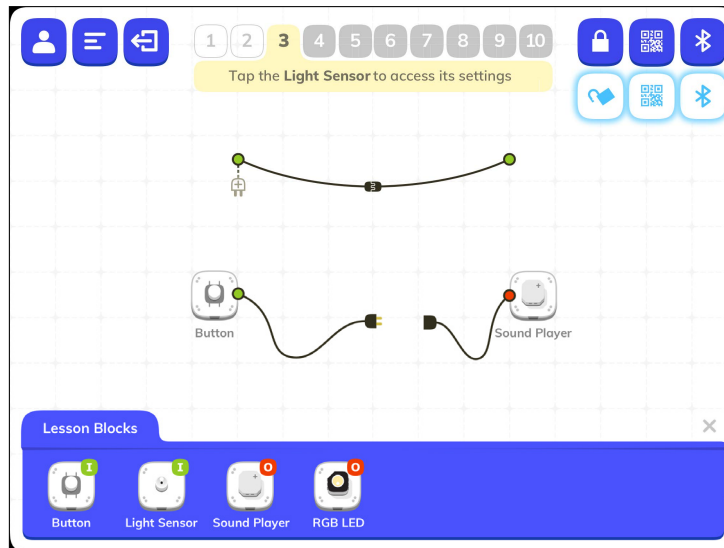 1 2 3 4 5 6 7 8 9 10
Tap the Light Sensor to access its settings
Button
Sound Player
Lesson Blocks
I I O O
Button Light Sensor Sound Player RGB LED